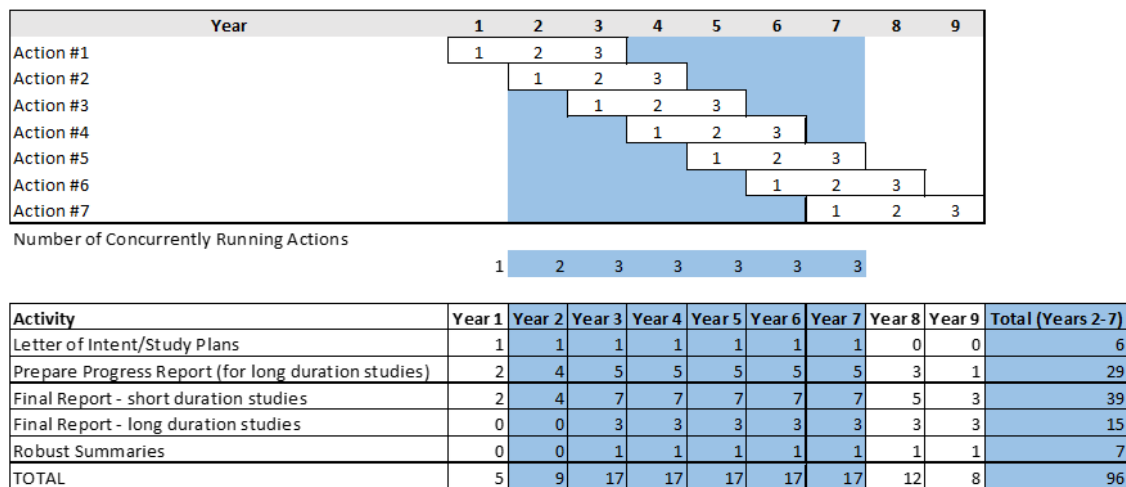 Year 1 2 3 4 5 6 7 8 9
Action #1 1 2 3
Action #2 1 2 3
Action #3 1 2 3
Action #4 1 2 3
Action #5 1 2 3
Action #6 1 2 3
Action #7 1 2 3
Number of Concurrently Running Actions
1 2 3 3 3 3 3
Activity Year 1 Year 2 Year 3 Year 4 Year 5 Year 6 Year 7 Year 8 Year 9 Total (Years 2-7)
Letter of Intent/Study Plans 1 1 1 1 1 1 1 0 0 6
Prepare Progress Report (for long duration studies) 2 4 5 5 5 5 5 3 1 29
Final Report - short duration studies 2 4 7 7 7 7 7 5 3 39
Final Report - long duration studies 0 0 3 3 3 3 3 3 3 15
Robust Summaries 0 0 1 1 1 1 1 1 1 7
TOTAL 5 9 17 17 17 17 17 12 8 96